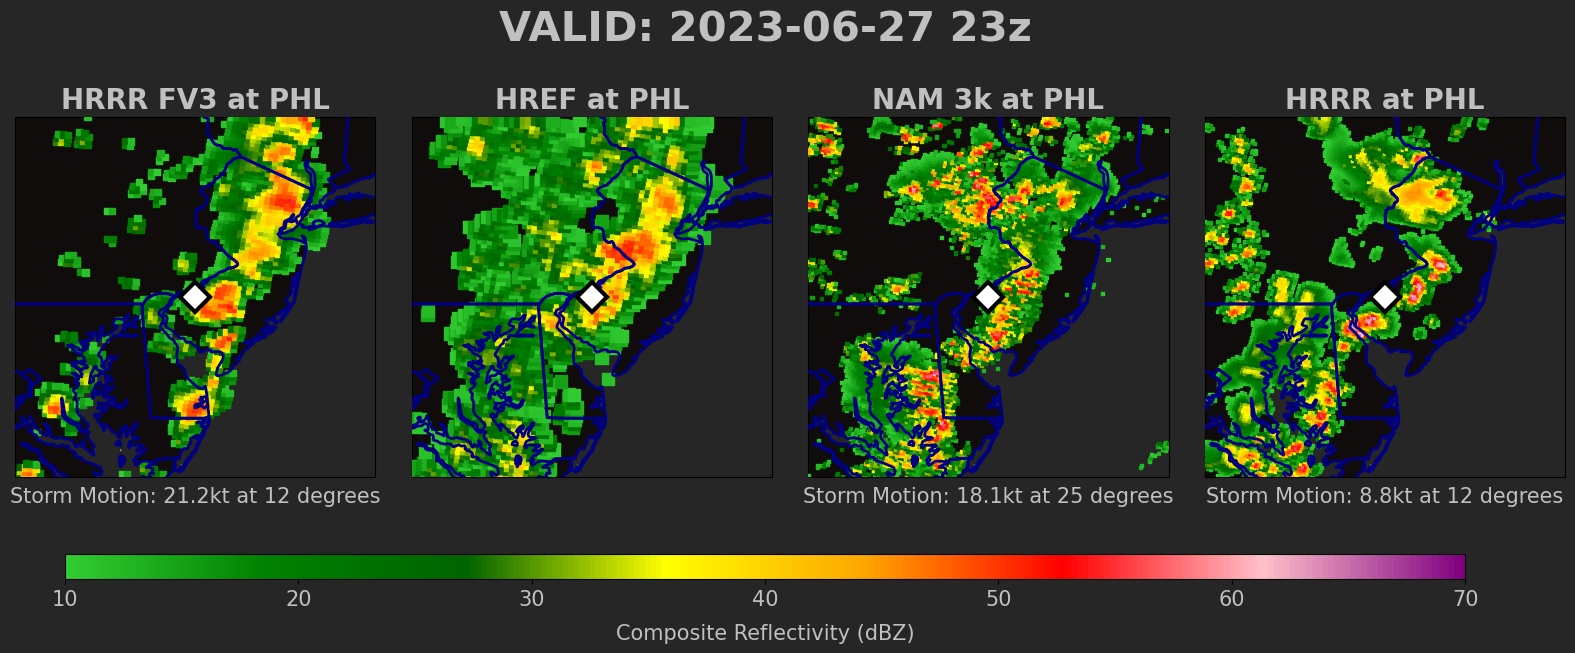 VALID: 2023-06-27 23z
HRRR FV3 at PHL
HREF at PHL
NAM 3k at PHL
HRRR at PHL
Storm Motion: 21.2kt at 12 degrees
Storm Motion: 18.1kt at 25 degrees
Storm Motion: 8.8kt at 12 degrees
10 20 30 40 50 60 70
Composite Reflectivity (dBZ)